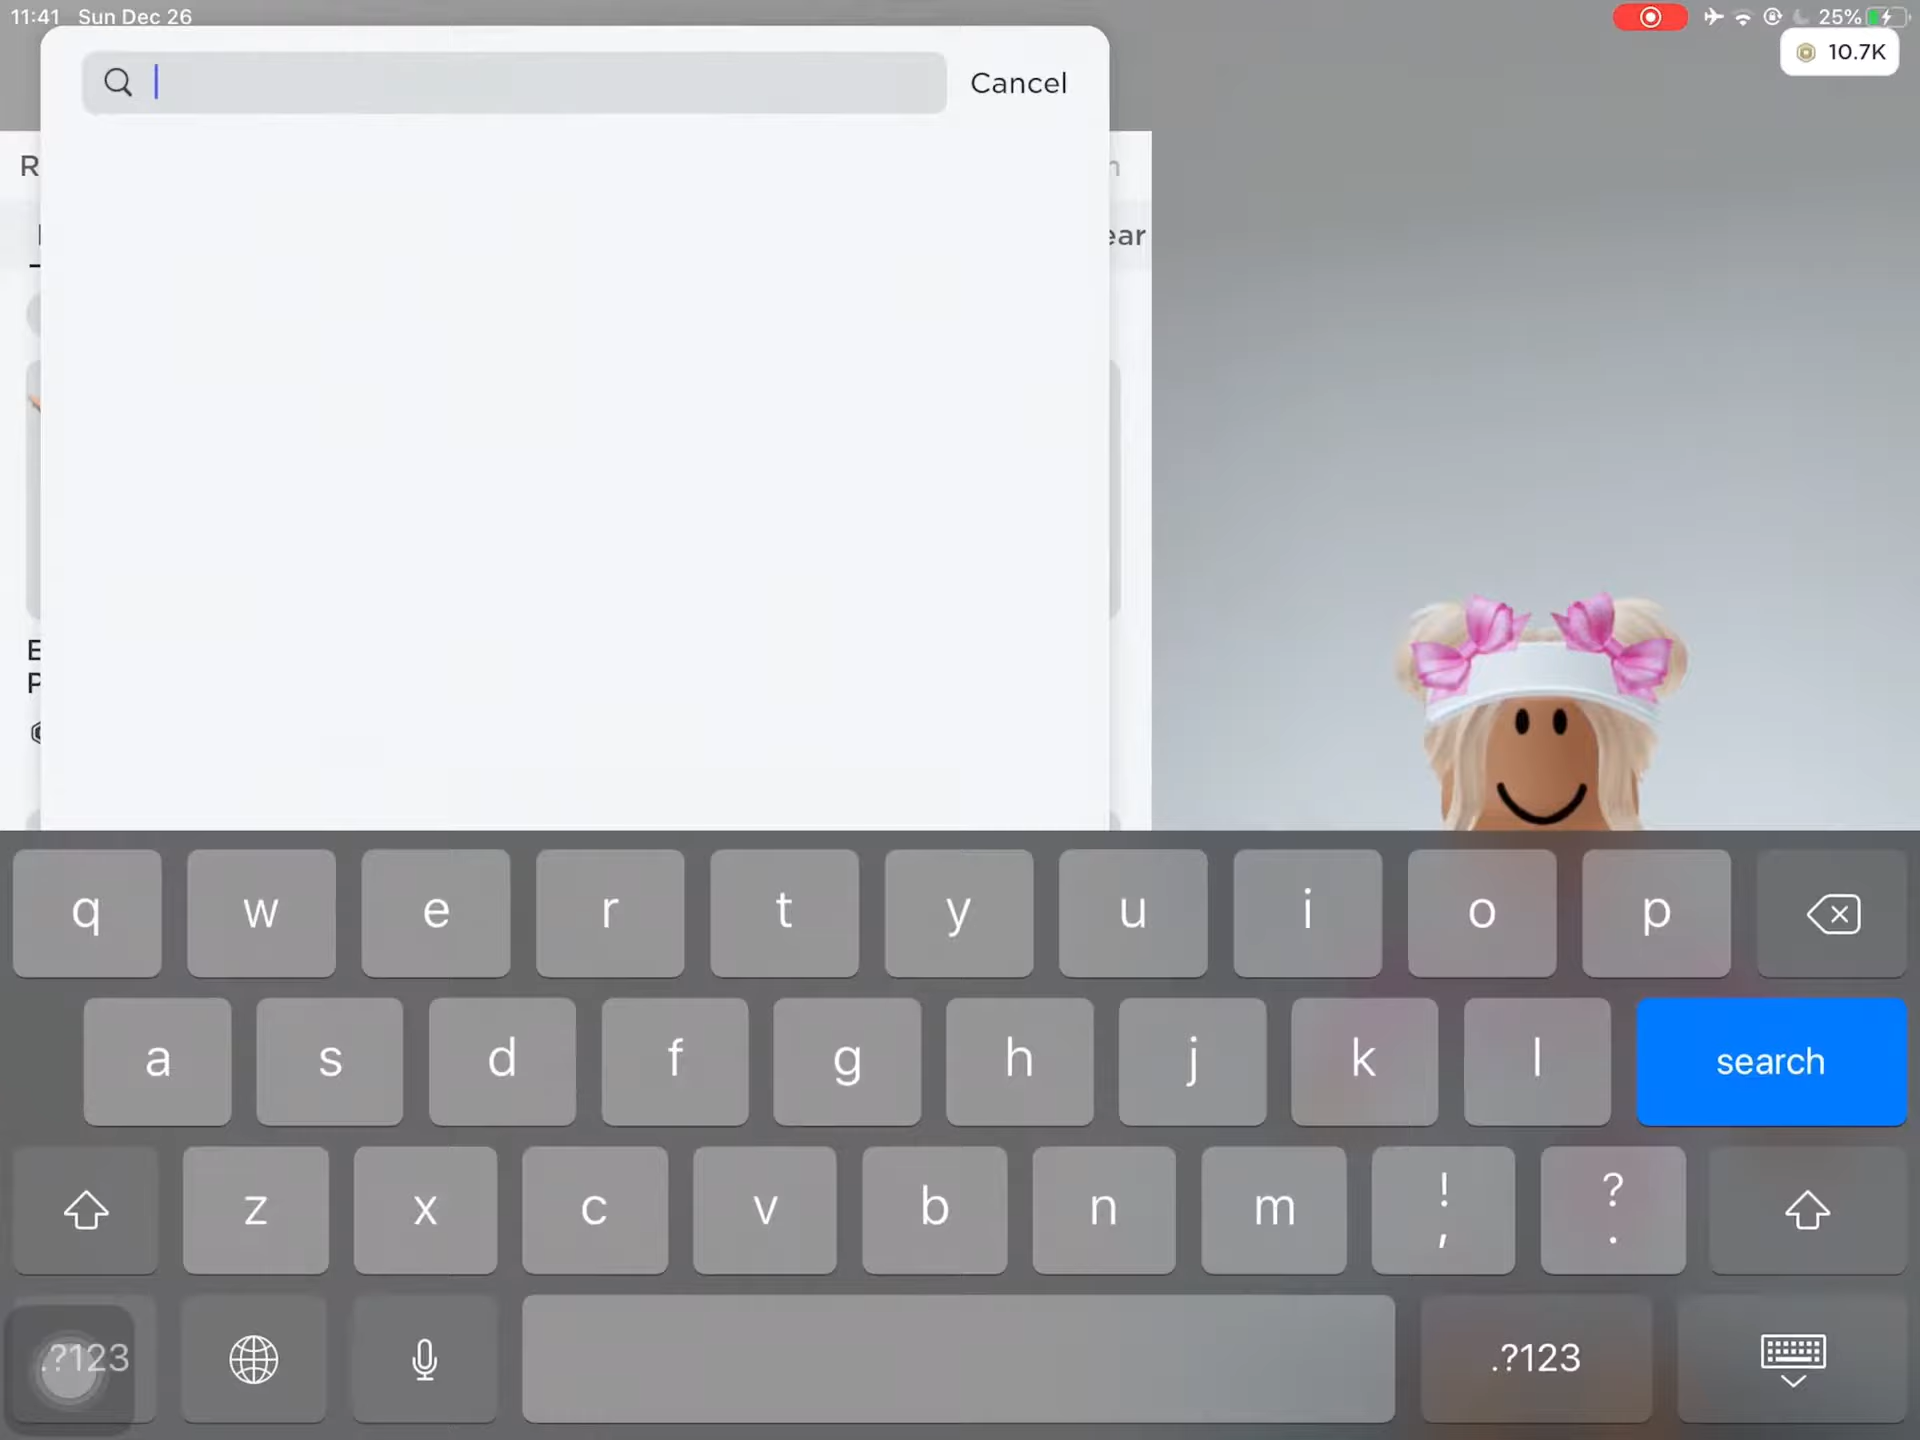 11:41 Sun Dec 26
25%
10.7K
Cancel
R
ear
E
P
q w e r t y u i o p
a s d f g h j k l search
z x c v b n m ! , ? .
.?123 .?123